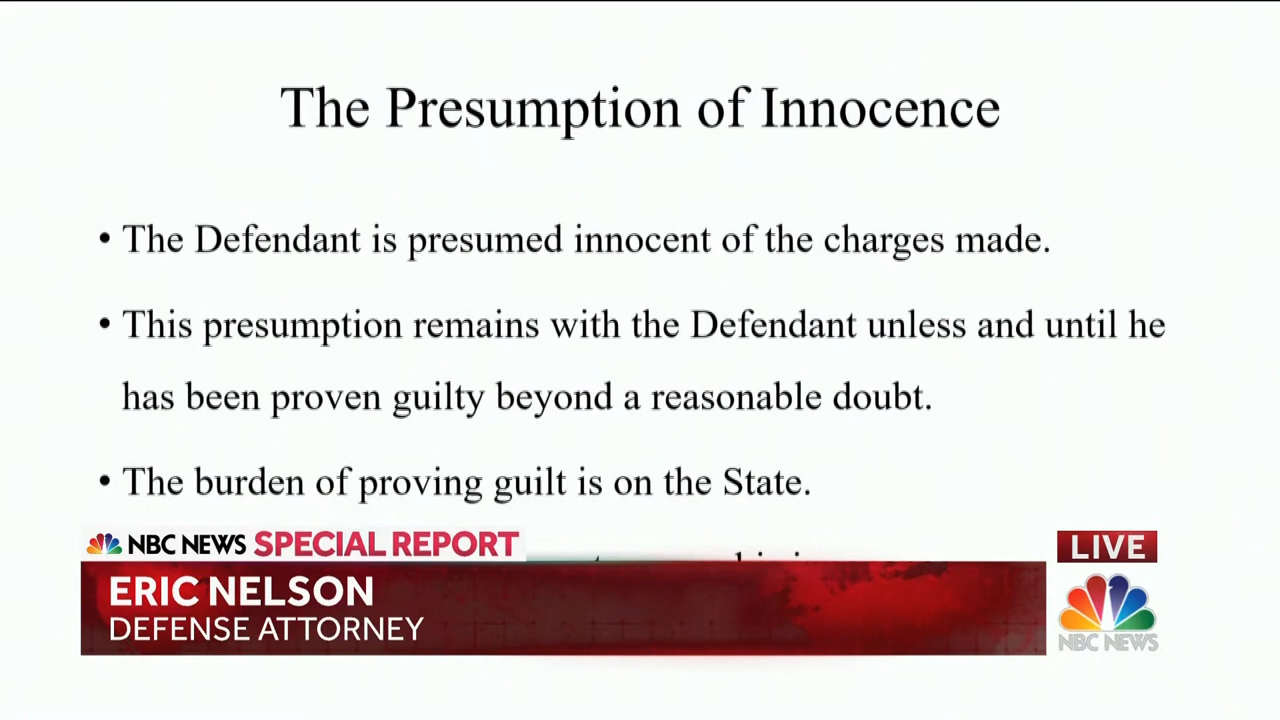 The Presumption of Innocence
• The Defendant is presumed innocent of the charges made.
• This presumption remains with the Defendant unless and until he
has been proven guilty beyond a reasonable doubt.
• The burden of proving guilt is on the State.
NBC NEWS SPECIAL REPORT
ERIC NELSON
DEFENSE ATTORNEY
LIVE
NBC NEWS